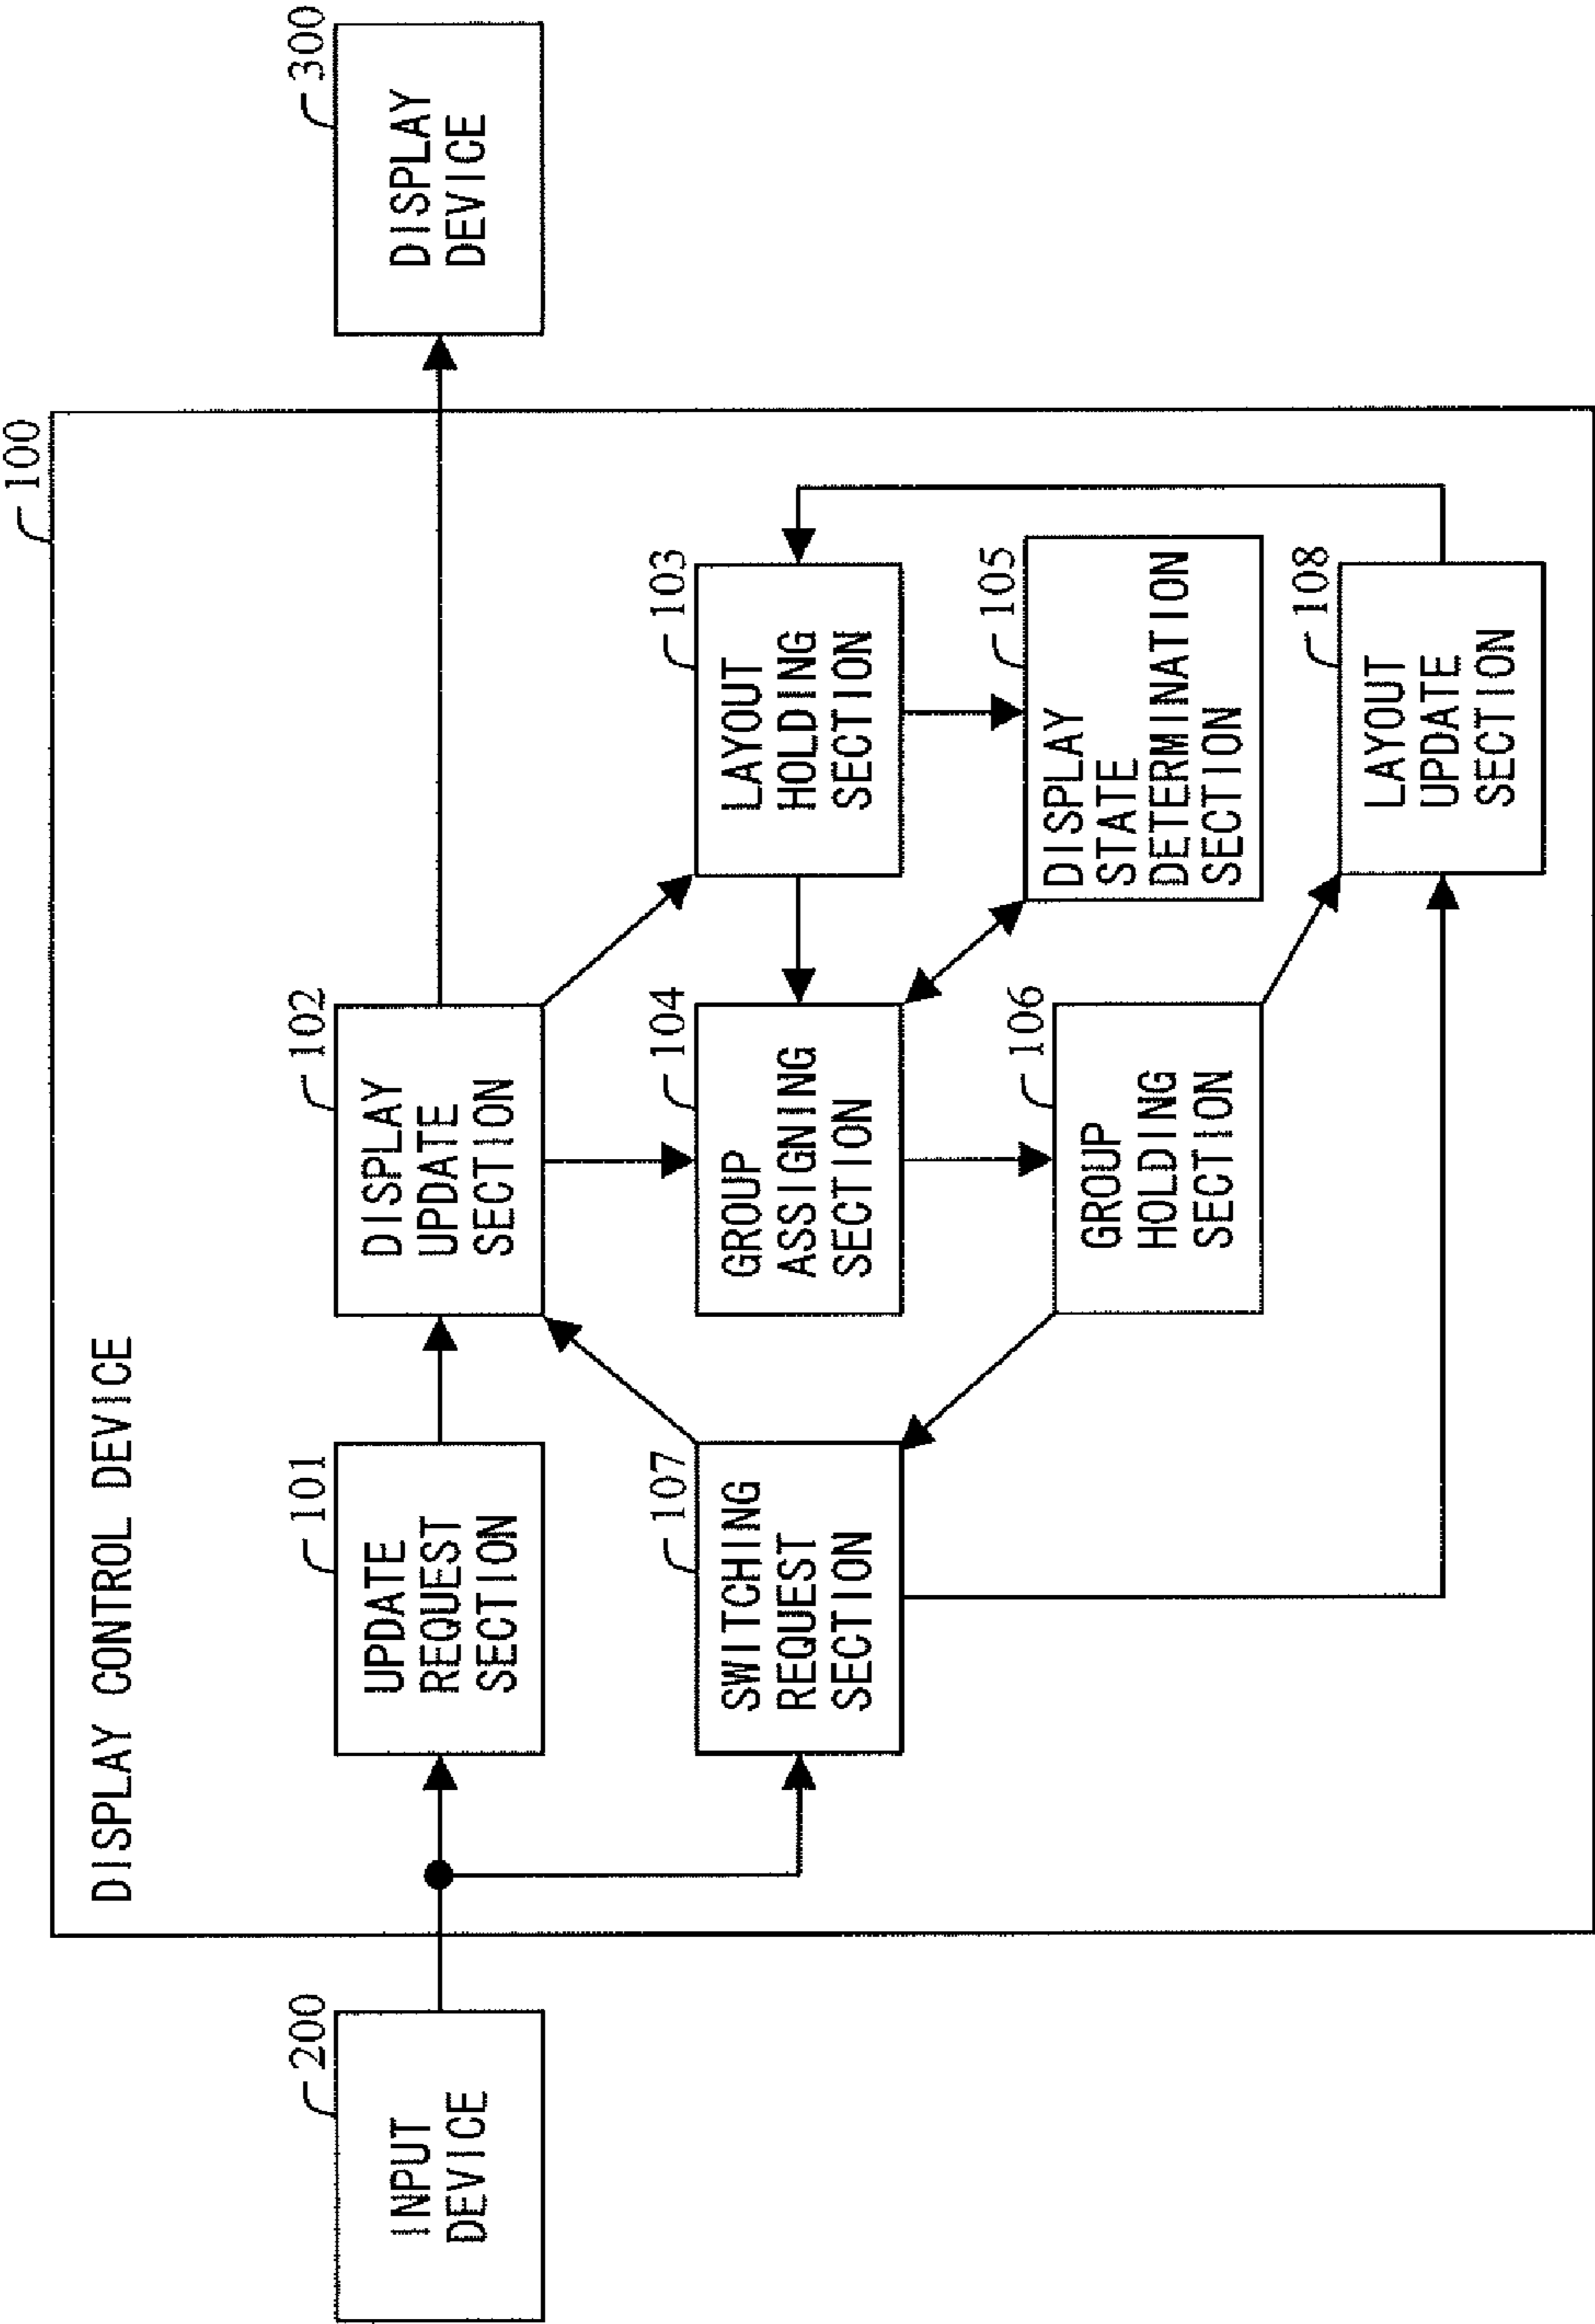 100
DISPLAY CONTROL DEVICE
200
INPUT
DEVICE
101
UPDATE
REQUEST
SECTION
102
DISPLAY
UPDATE
SECTION
300
DISPLAY
DEVICE
107
SWITCHING
REQUEST
SECTION
104
GROUP
ASSIGNING
SECTION
103
LAYOUT
HOLDING
SECTION
106
GROUP
HOLDING
SECTION
105
DISPLAY
STATE
DETERMINATION
SECTION
108
LAYOUT
UPDATE
SECTION